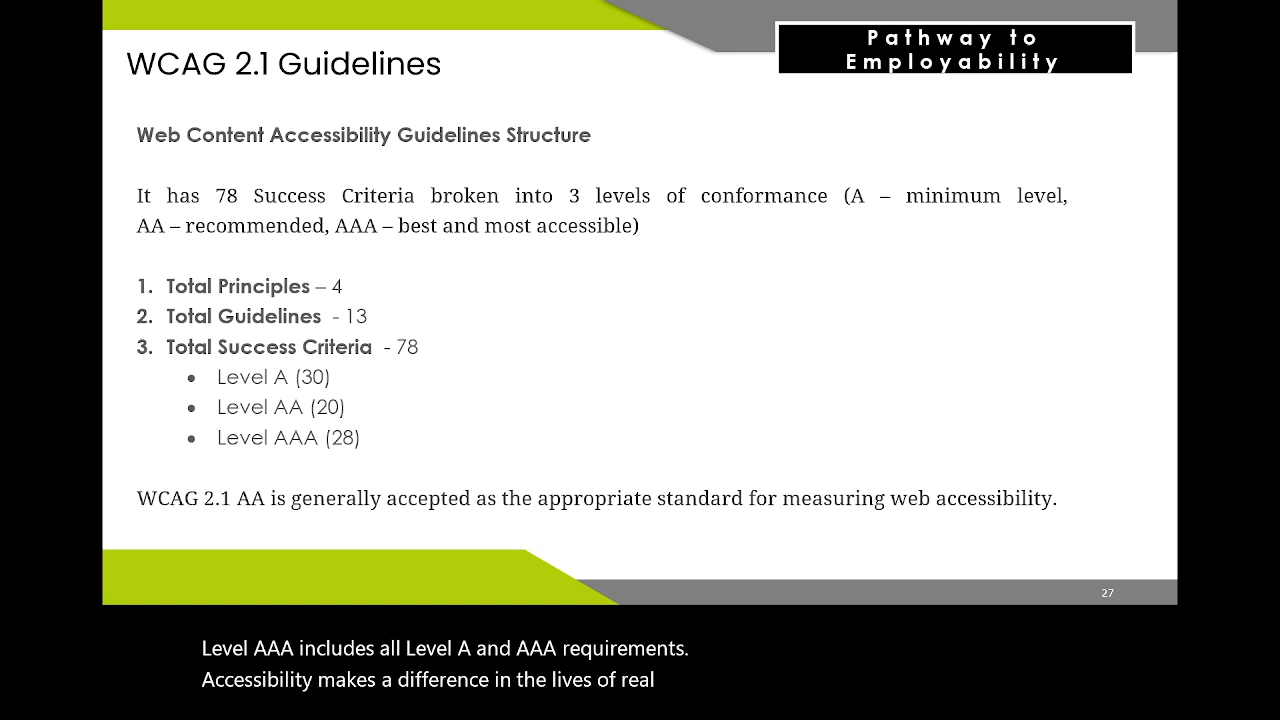 WCAG 2.1 Guidelines
Pathway to
Employability
Web Content Accessibility Guidelines Structure
It has 78 Success Criteria broken into 3 levels of conformance (A – minimum level,
AA – recommended, AAA – best and most accessible)
1. Total Principles – 4
2. Total Guidelines - 13
3. Total Success Criteria - 78
• Level A (30)
• Level AA (20)
• Level AAA (28)
WCAG 2.1 AA is generally accepted as the appropriate standard for measuring web accessibility.
27
Level AAA includes all Level A and AAA requirements.
Accessibility makes a difference in the lives of real